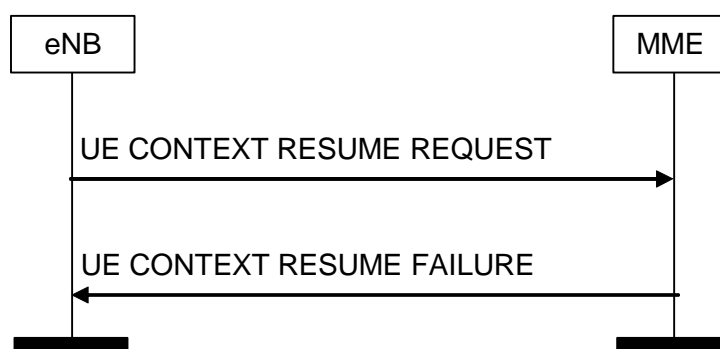 eNB
MME
UE CONTEXT RESUME REQUEST
UE CONTEXT RESUME FAILURE